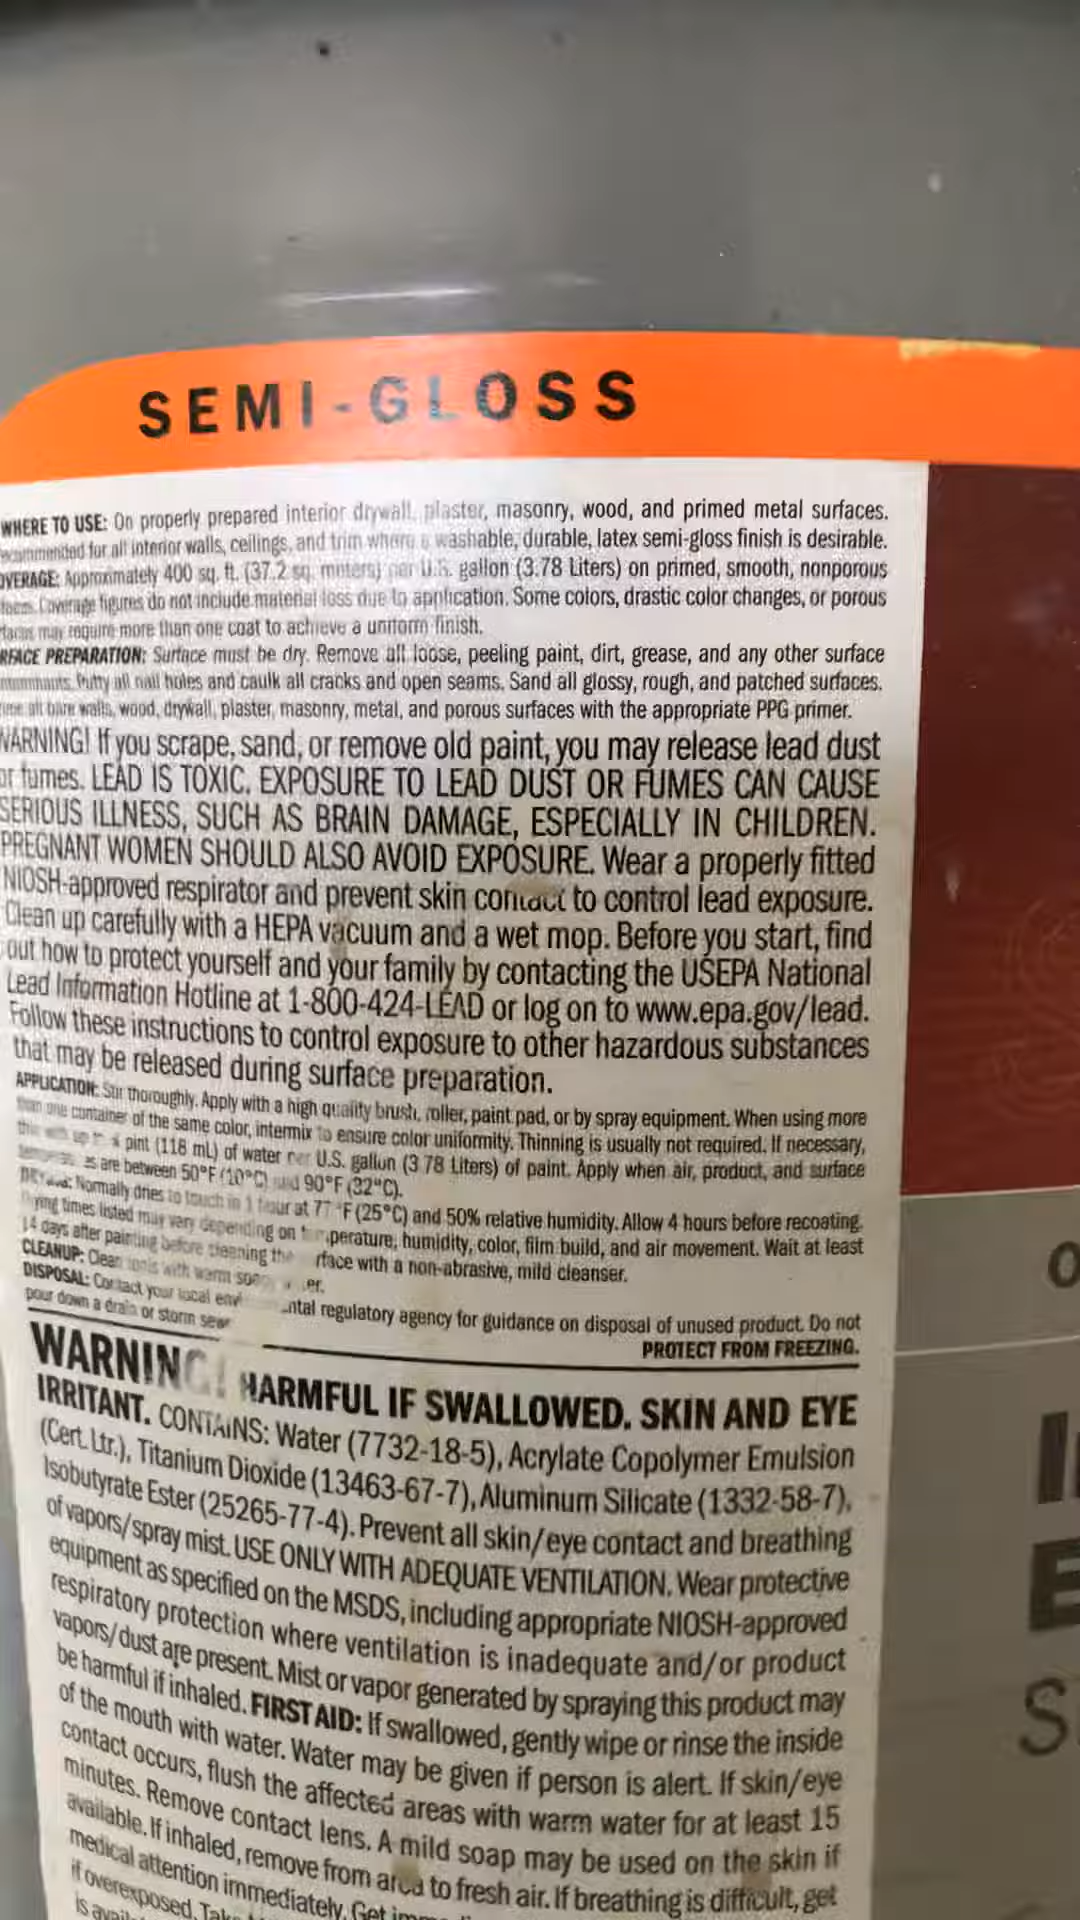 SEMI-GLOSS
WHERE TO USE: On properly prepared interior drywall, plaster, masonry, wood, and primed metal surfaces.
for all interior walls, ceilings, and trim where a washable, durable, latex semi-gloss finish is desirable.
OVERAGE: Approximately 400 sq. ft. (37.2 sq. meters) per U.S. gallon (3.78 Liters) on primed, smooth, nonporous
Coverage figures do not include material loss due to application. Some colors, drastic color changes, or porous
may require more than one coat to achieve a uniform finish.
RFACE PREPARATION: Surface must be dry. Remove all loose, peeling paint, dirt, grease, and any other surface
Putty all nail holes and caulk all cracks and open seams. Sand all glossy, rough, and patched surfaces.
all bare walls, wood, drywall, plaster, masonry, metal, and porous surfaces with the appropriate PPG primer.
WARNING! If you scrape, sand, or remove old paint, you may release lead dust
or fumes. LEAD IS TOXIC. EXPOSURE TO LEAD DUST OR FUMES CAN CAUSE
SERIOUS ILLNESS, SUCH AS BRAIN DAMAGE, ESPECIALLY IN CHILDREN.
PREGNANT WOMEN SHOULD ALSO AVOID EXPOSURE. Wear a properly fitted
NIOSH-approved respirator and prevent skin contact to control lead exposure.
Clean up carefully with a HEPA vacuum and a wet mop. Before you start, find
out how to protect yourself and your family by contacting the USEPA National
Lead Information Hotline at 1-800-424-LEAD or log on to www.epa.gov/lead.
Follow these instructions to control exposure to other hazardous substances
that may be released during surface preparation.
APPLICATION: Stir thoroughly. Apply with a high quality brush, roller, paint pad, or by spray equipment. When using more
than one container of the same color, intermix to ensure color uniformity. Thinning is usually not required. If necessary,
pint (118 mL) of water per U.S. gallon (3.78 Liters) of paint. Apply when air, product, and surface
are between 50°F (10°C) and 90°F (32°C).
Normally dries to touch in 1 hour at 77°F (25°C) and 50% relative humidity. Allow 4 hours before recoating.
Drying times listed may vary depending on temperature, humidity, color, film build, and air movement. Wait at least
14 days after painting before cleaning the rface with a non-abrasive, mild cleanser.
CLEANUP: Clean tools with warm soa er.
DISPOSAL: Contact your local envi ntal regulatory agency for guidance on disposal of unused product. Do not
pour down a drain or storm sewe
PROTECT FROM FREEZING.
WARNING! HARMFUL IF SWALLOWED. SKIN AND EYE
IRRITANT. CONTAINS: Water (7732-18-5), Acrylate Copolymer Emulsion
(Cert. Ltr.), Titanium Dioxide (13463-67-7), Aluminum Silicate (1332-58-7),
Isobutyrate Ester (25265-77-4). Prevent all skin/eye contact and breathing
of vapors/spray mist. USE ONLY WITH ADEQUATE VENTILATION. Wear protective
equipment as specified on the MSDS, including appropriate NIOSH-approved
respiratory protection where ventilation is inadequate and/or product
vapors/dust are present. Mist or vapor generated by spraying this product may
be harmful if inhaled. FIRST AID: If swallowed, gently wipe or rinse the inside
of the mouth with water. Water may be given if person is alert. If skin/eye
contact occurs, flush the affected areas with warm water for at least 15
minutes. Remove contact lens. A mild soap may be used on the skin if
available. If inhaled, remove from area to fresh air. If breathing is difficult, get
medical attention immediately. Get
if overexposed.
is